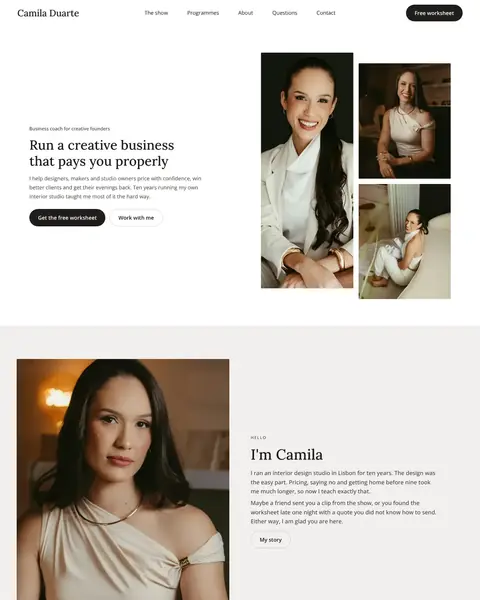 Camila Duarte
The show
Programmes
About
Questions
Contact
Free worksheet
Business coach for creative founders
Run a creative business
that pays you properly
I help designers, makers and studio owners price with confidence, win
better clients and get their evenings back. Ten years running my own
interior studio taught me most of it the hard way.
Get the free worksheet
Work with me
HELLO
I'm Camila
I ran an interior design studio in Lisbon for ten years. The design was
the easy part. Pricing, saying no and getting home before nine took
me much longer, so now I teach exactly that.
Maybe a friend sent you a clip from the show, or you found the
worksheet late one night with a quote you did not know how to send.
Either way, I am glad you are here.
My story